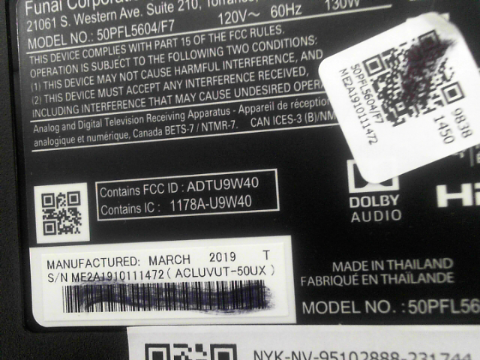 Funai Corporation
21061 S. Western Ave. Suite 210, Torrance
MODEL NO.: 50PFL5604/F7 120V~ 60Hz 130W
THIS DEVICE COMPLIES WITH PART 15 OF THE FCC RULES.
OPERATION IS SUBJECT TO THE FOLLOWING TWO CONDITIONS:
(1) THIS DEVICE MAY NOT CAUSE HARMFUL INTERFERENCE, AND
(2) THIS DEVICE MUST ACCEPT ANY INTERFERENCE RECEIVED,
INCLUDING INTERFERENCE THAT MAY CAUSE UNDESIRED OPERA
Analog and Digital Television Receiving Apparatus - Appareil de réception
analogique et numérique, Canada BETS-7 / NTMR-7. CAN ICES-3 (B)/NM
50PFL5604/F7
ME2A1910111472
9838
1450
Contains FCC ID : ADTU9W40
Contains IC : 1178A-U9W40
DOLBY
AUDIO
MANUFACTURED: MARCH 2019 T
S/N ME2A1910111472(ACLUVUT-50UX)
MADE IN THAILAND
FABRIQUÉ EN THAÏLANDE
MODEL NO.: 50PFL56
NYK-NV-95102888-231744